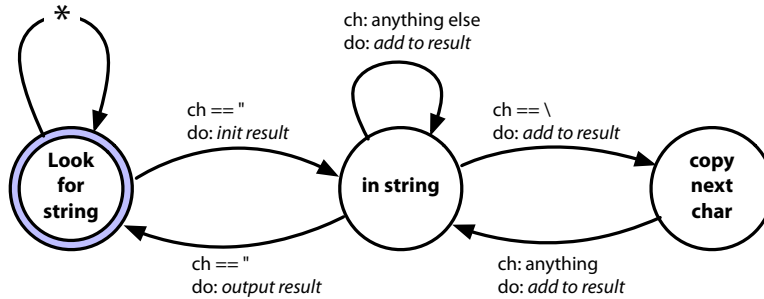 *
ch: anything else
do: add to result
ch == "
do: init result
ch == \
do: add to result
Look
for
string
in string
copy
next
char
ch == "
do: output result
ch: anything
do: add to result